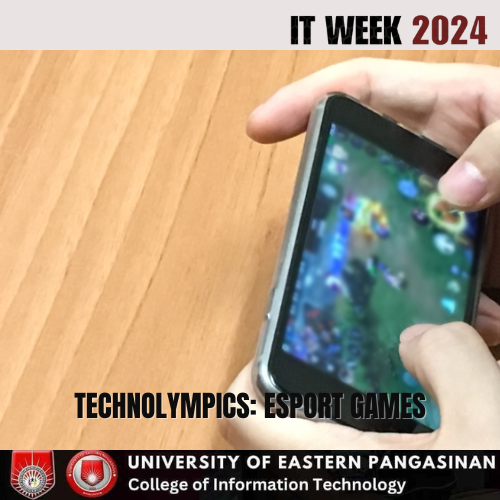 IT WEEK 2024
TECHNOLYMPICS: ESPORT GAMES
UNIVERSITY OF EASTERN PANGASINAN
College of Information Technology